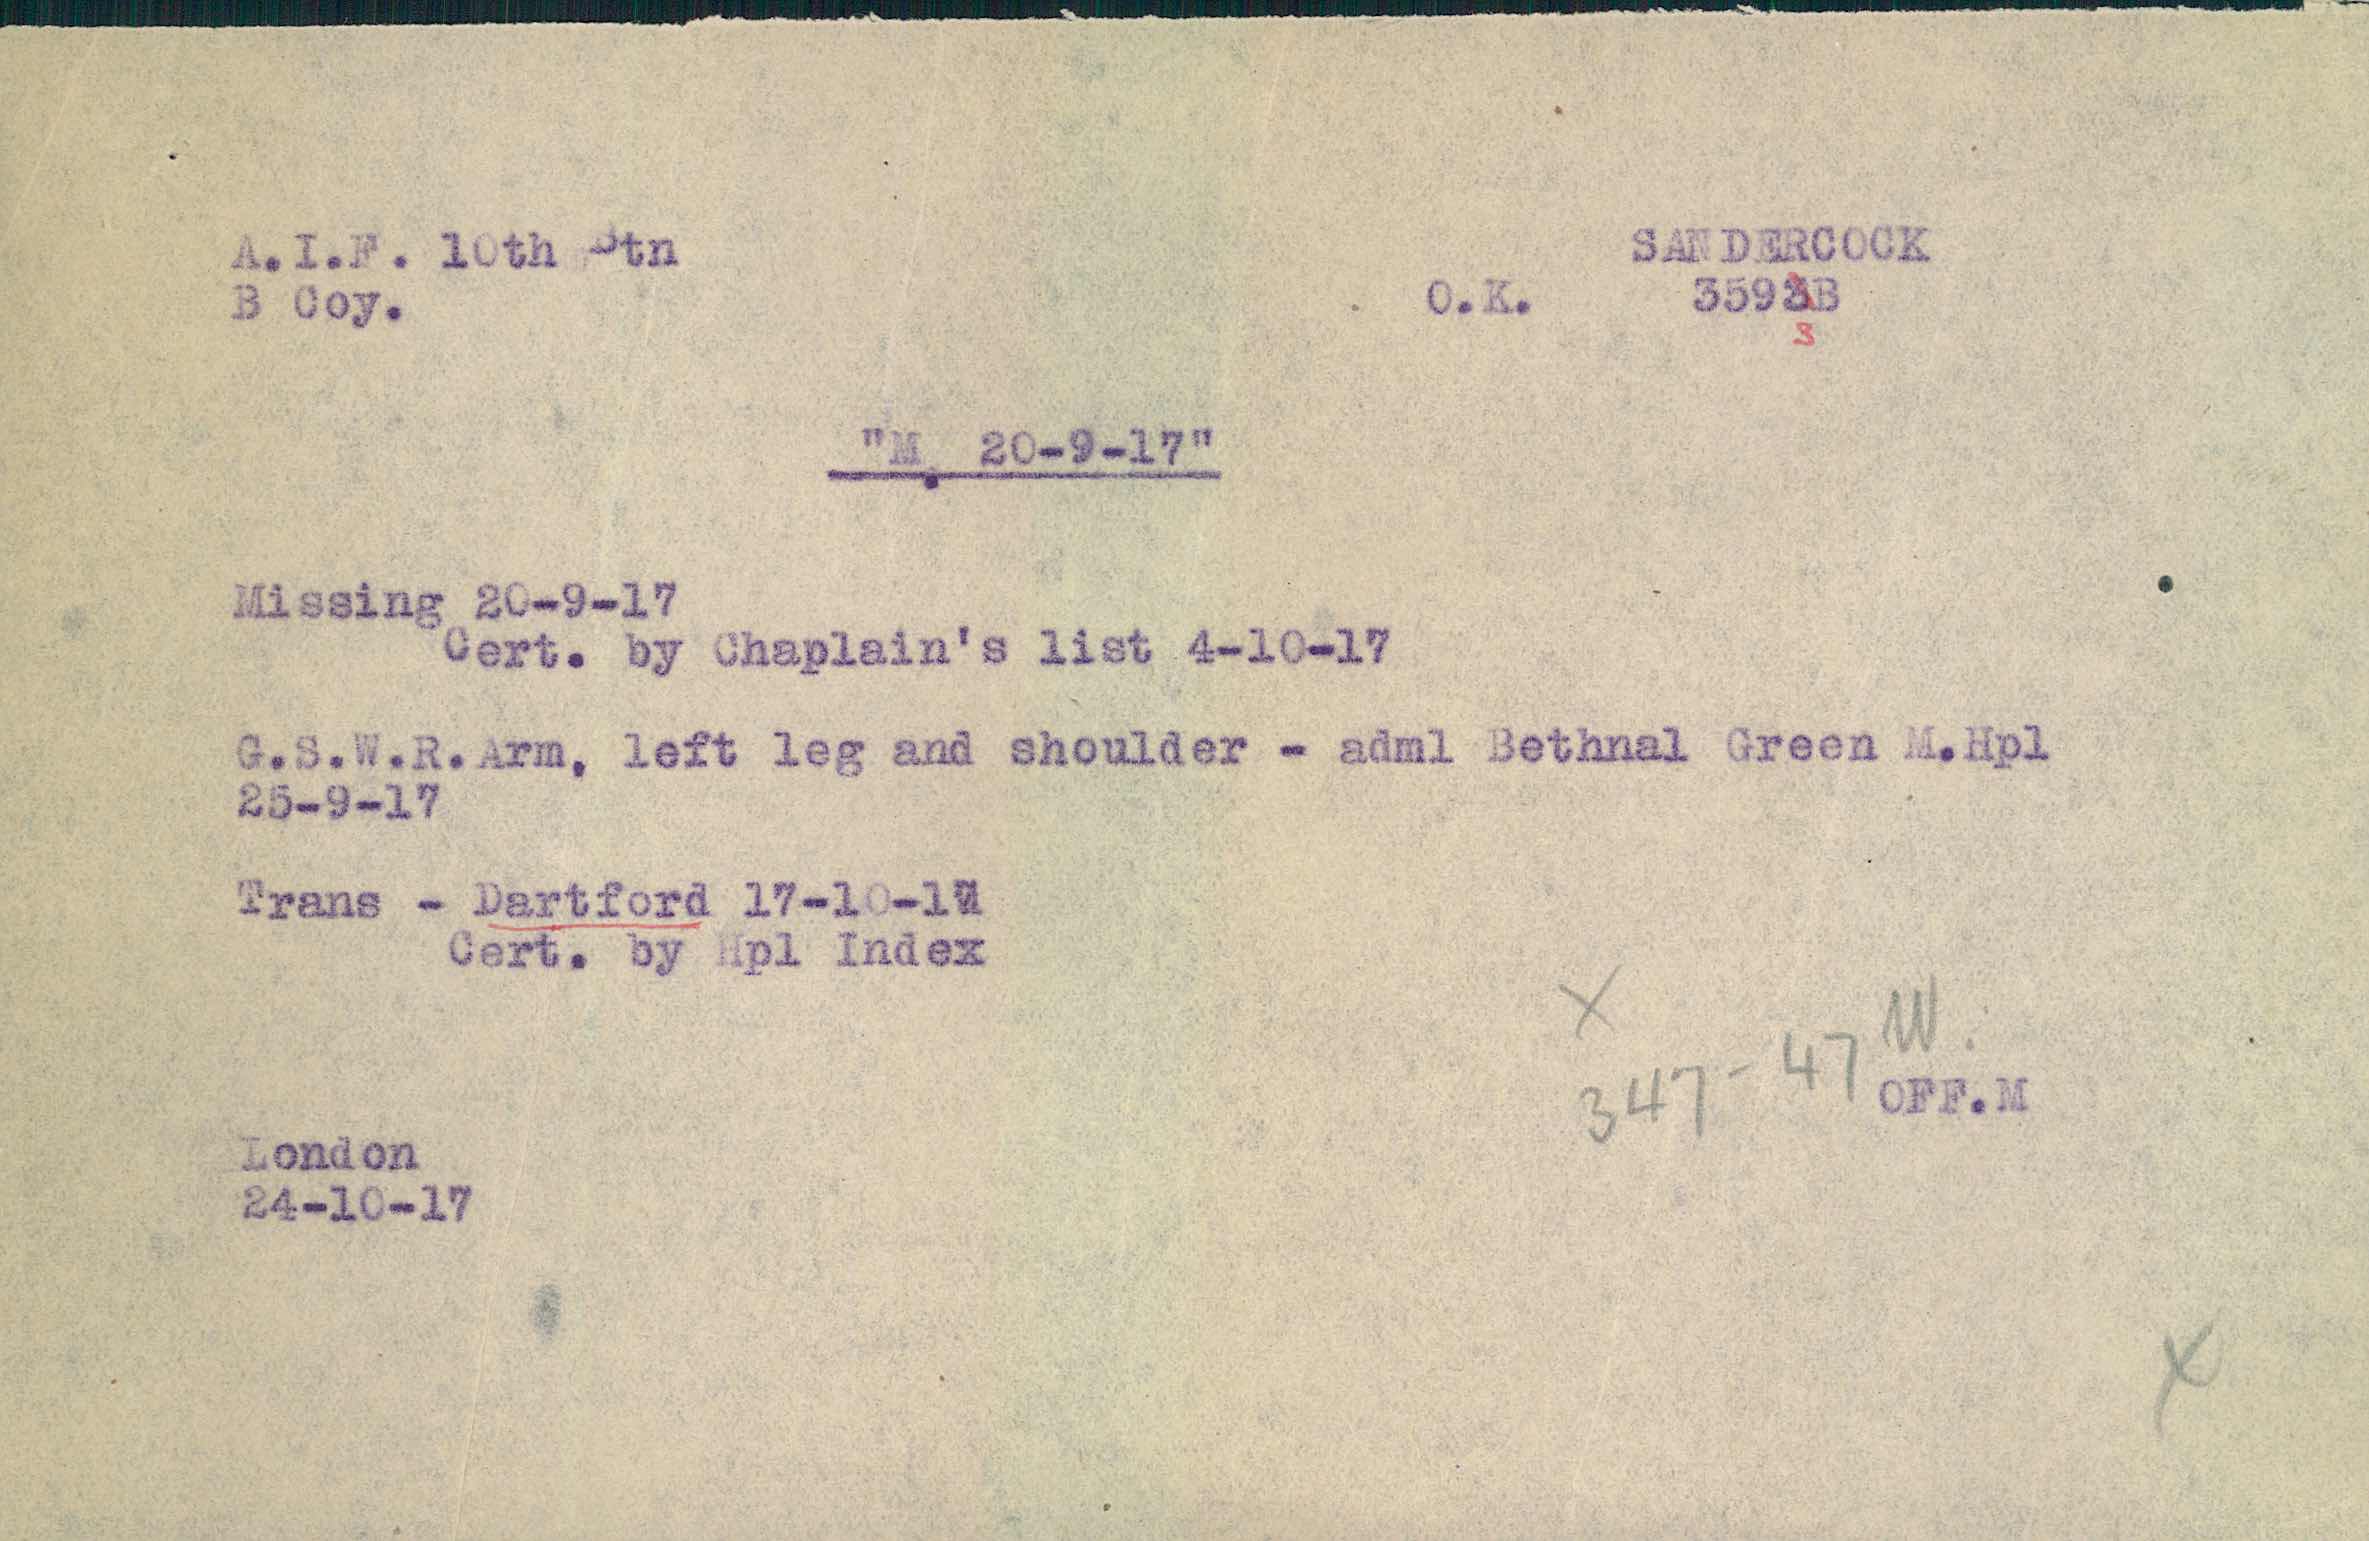 A.I.F. 10th Btn
SANDERCOCK
B Coy.
O.K. 3593B
3
"M. 20-9-17"
Missing 20-9-17
Cert. by Chaplain's list 4-10-17
G.S.W.R.Arm, left leg and shoulder - adml Bethnal Green M.Hpl
25-9-17
Trans - Dartford 17-10-17
Cert. by Hpl Index
X
W.
347-47
OFF.M
London
24-10-17
X